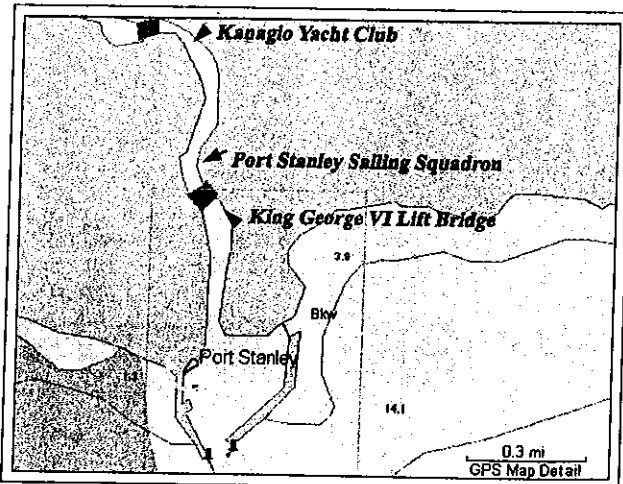 Kanagio Yacht Club
Port Stanley Sailing Squadron
King George VI Lift Bridge
3.9
Bkw
Port Stanley
14.1
0.3 mi
GPS Map Detail